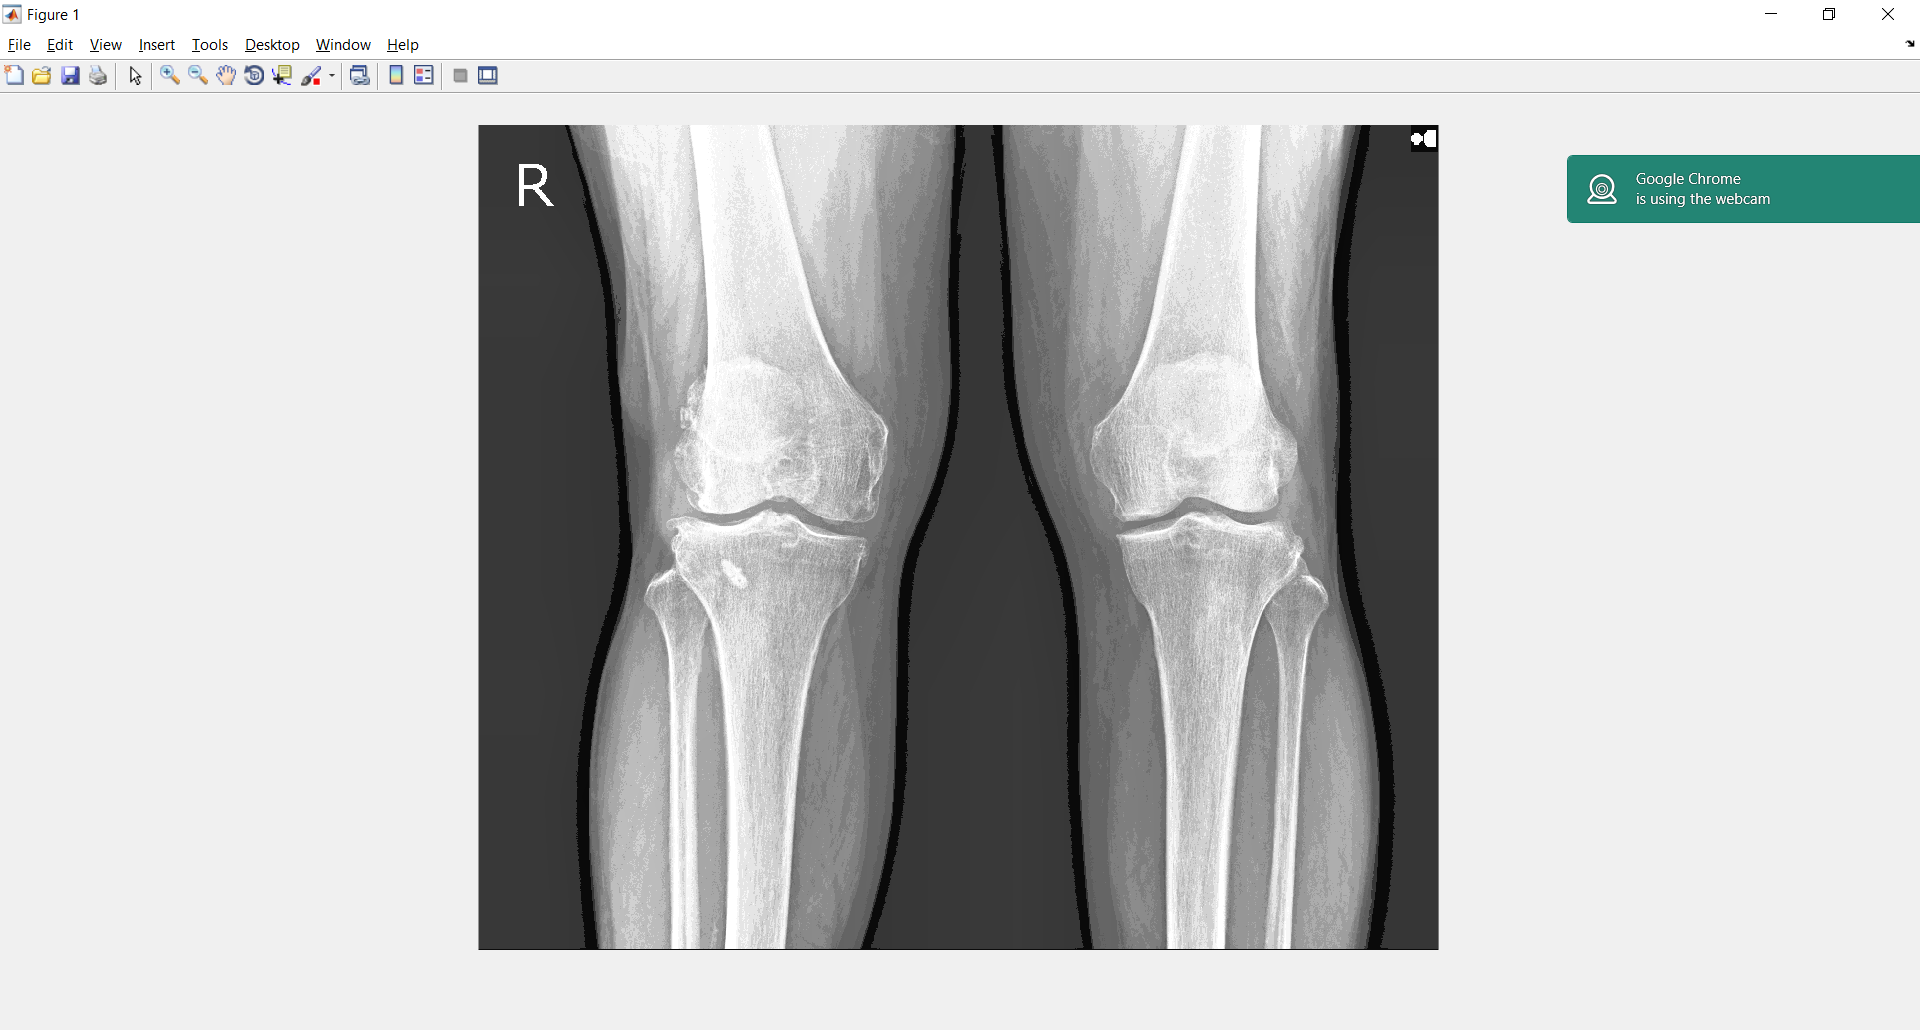 Figure 1
File Edit View Insert Tools Desktop Window Help
R
Google Chrome
is using the webcam